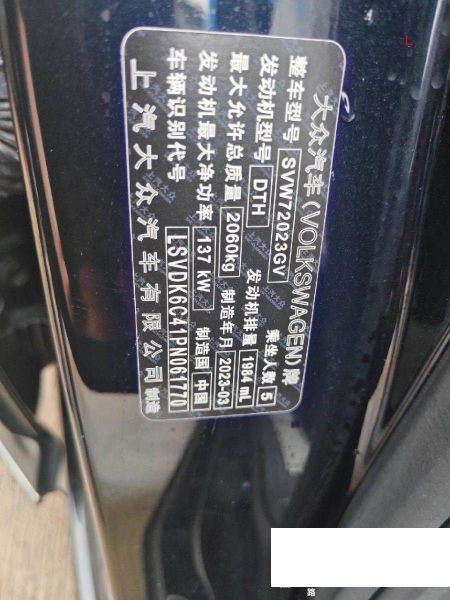 大众汽车(VOLKSWAGEN)牌
整车型号 SVW72023GV 乘坐人数 5
发动机型号 DTH 发动机排量 1984 mL
最大允许总质量 2060kg 制造年月 2023-03
发动机最大净功率 137 kW 制造国 中国
车辆识别代号 LSVDK6C41PN061770
上汽大众汽车有限公司 制造
L
路